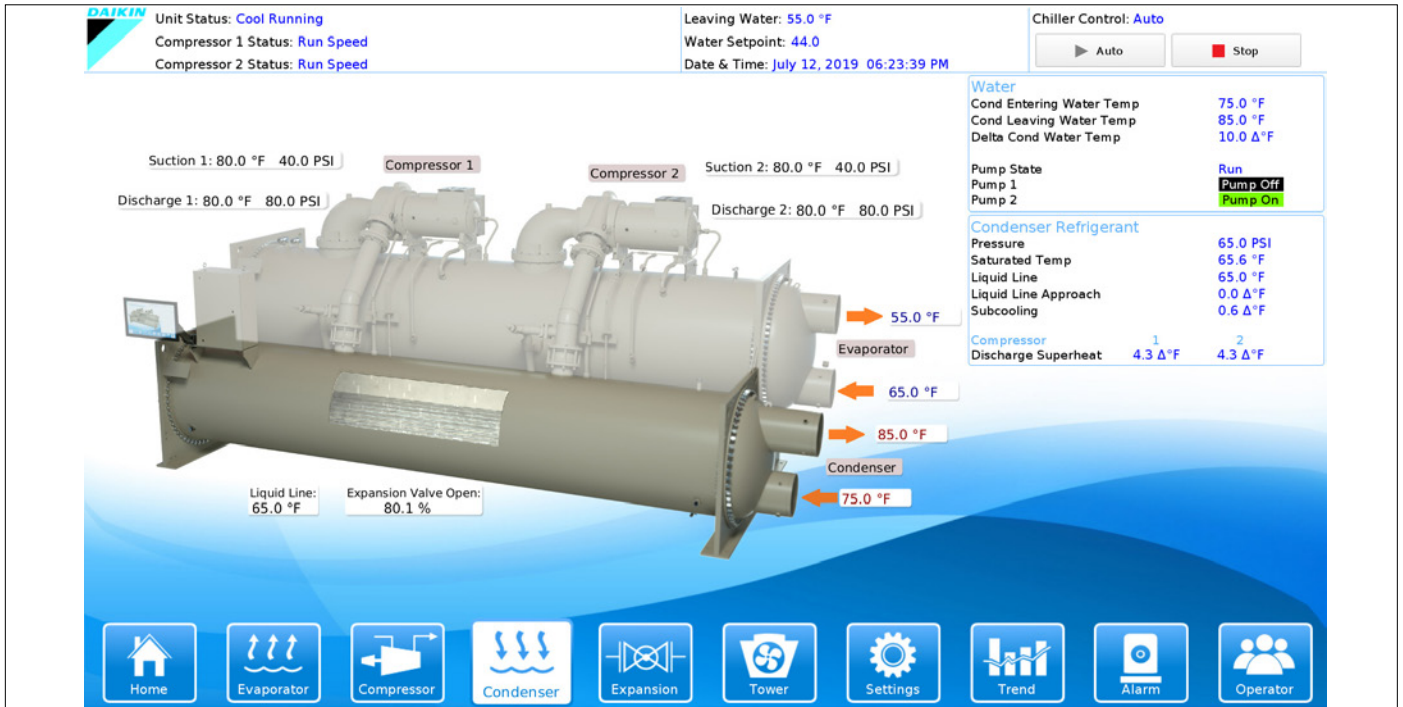 DAIKIN
Unit Status: Cool Running
Compressor 1 Status: Run Speed
Compressor 2 Status: Run Speed
Leaving Water: 55.0 °F
Water Setpoint: 44.0
Date & Time: July 12, 2019 06:23:39 PM
Chiller Control: Auto
Auto
Stop
Suction 1: 80.0 °F 40.0 PSI
Compressor 1
Compressor 2
Suction 2: 80.0 °F 40.0 PSI
Discharge 1: 80.0 °F 80.0 PSI
Discharge 2: 80.0 °F 80.0 PSI
55.0 °F
Evaporator
65.0 °F
85.0 °F
Condenser
75.0 °F
Liquid Line:
65.0 °F
Expansion Valve Open:
80.1 %
Water
Cond Entering Water Temp 75.0 °F
Cond Leaving Water Temp 85.0 °F
Delta Cond Water Temp 10.0 Δ°F
Pump State Run
Pump 1 Pump Off
Pump 2 Pump On
Condenser Refrigerant
Pressure 65.0 PSI
Saturated Temp 65.6 °F
Liquid Line 65.0 °F
Liquid Line Approach 0.0 Δ°F
Subcooling 0.6 Δ°F
Compressor 1 2
Discharge Superheat 4.3 Δ°F 4.3 Δ°F
Home
Evaporator
Compressor
Condenser
Expansion
Tower
Settings
Trend
Alarm
Operator